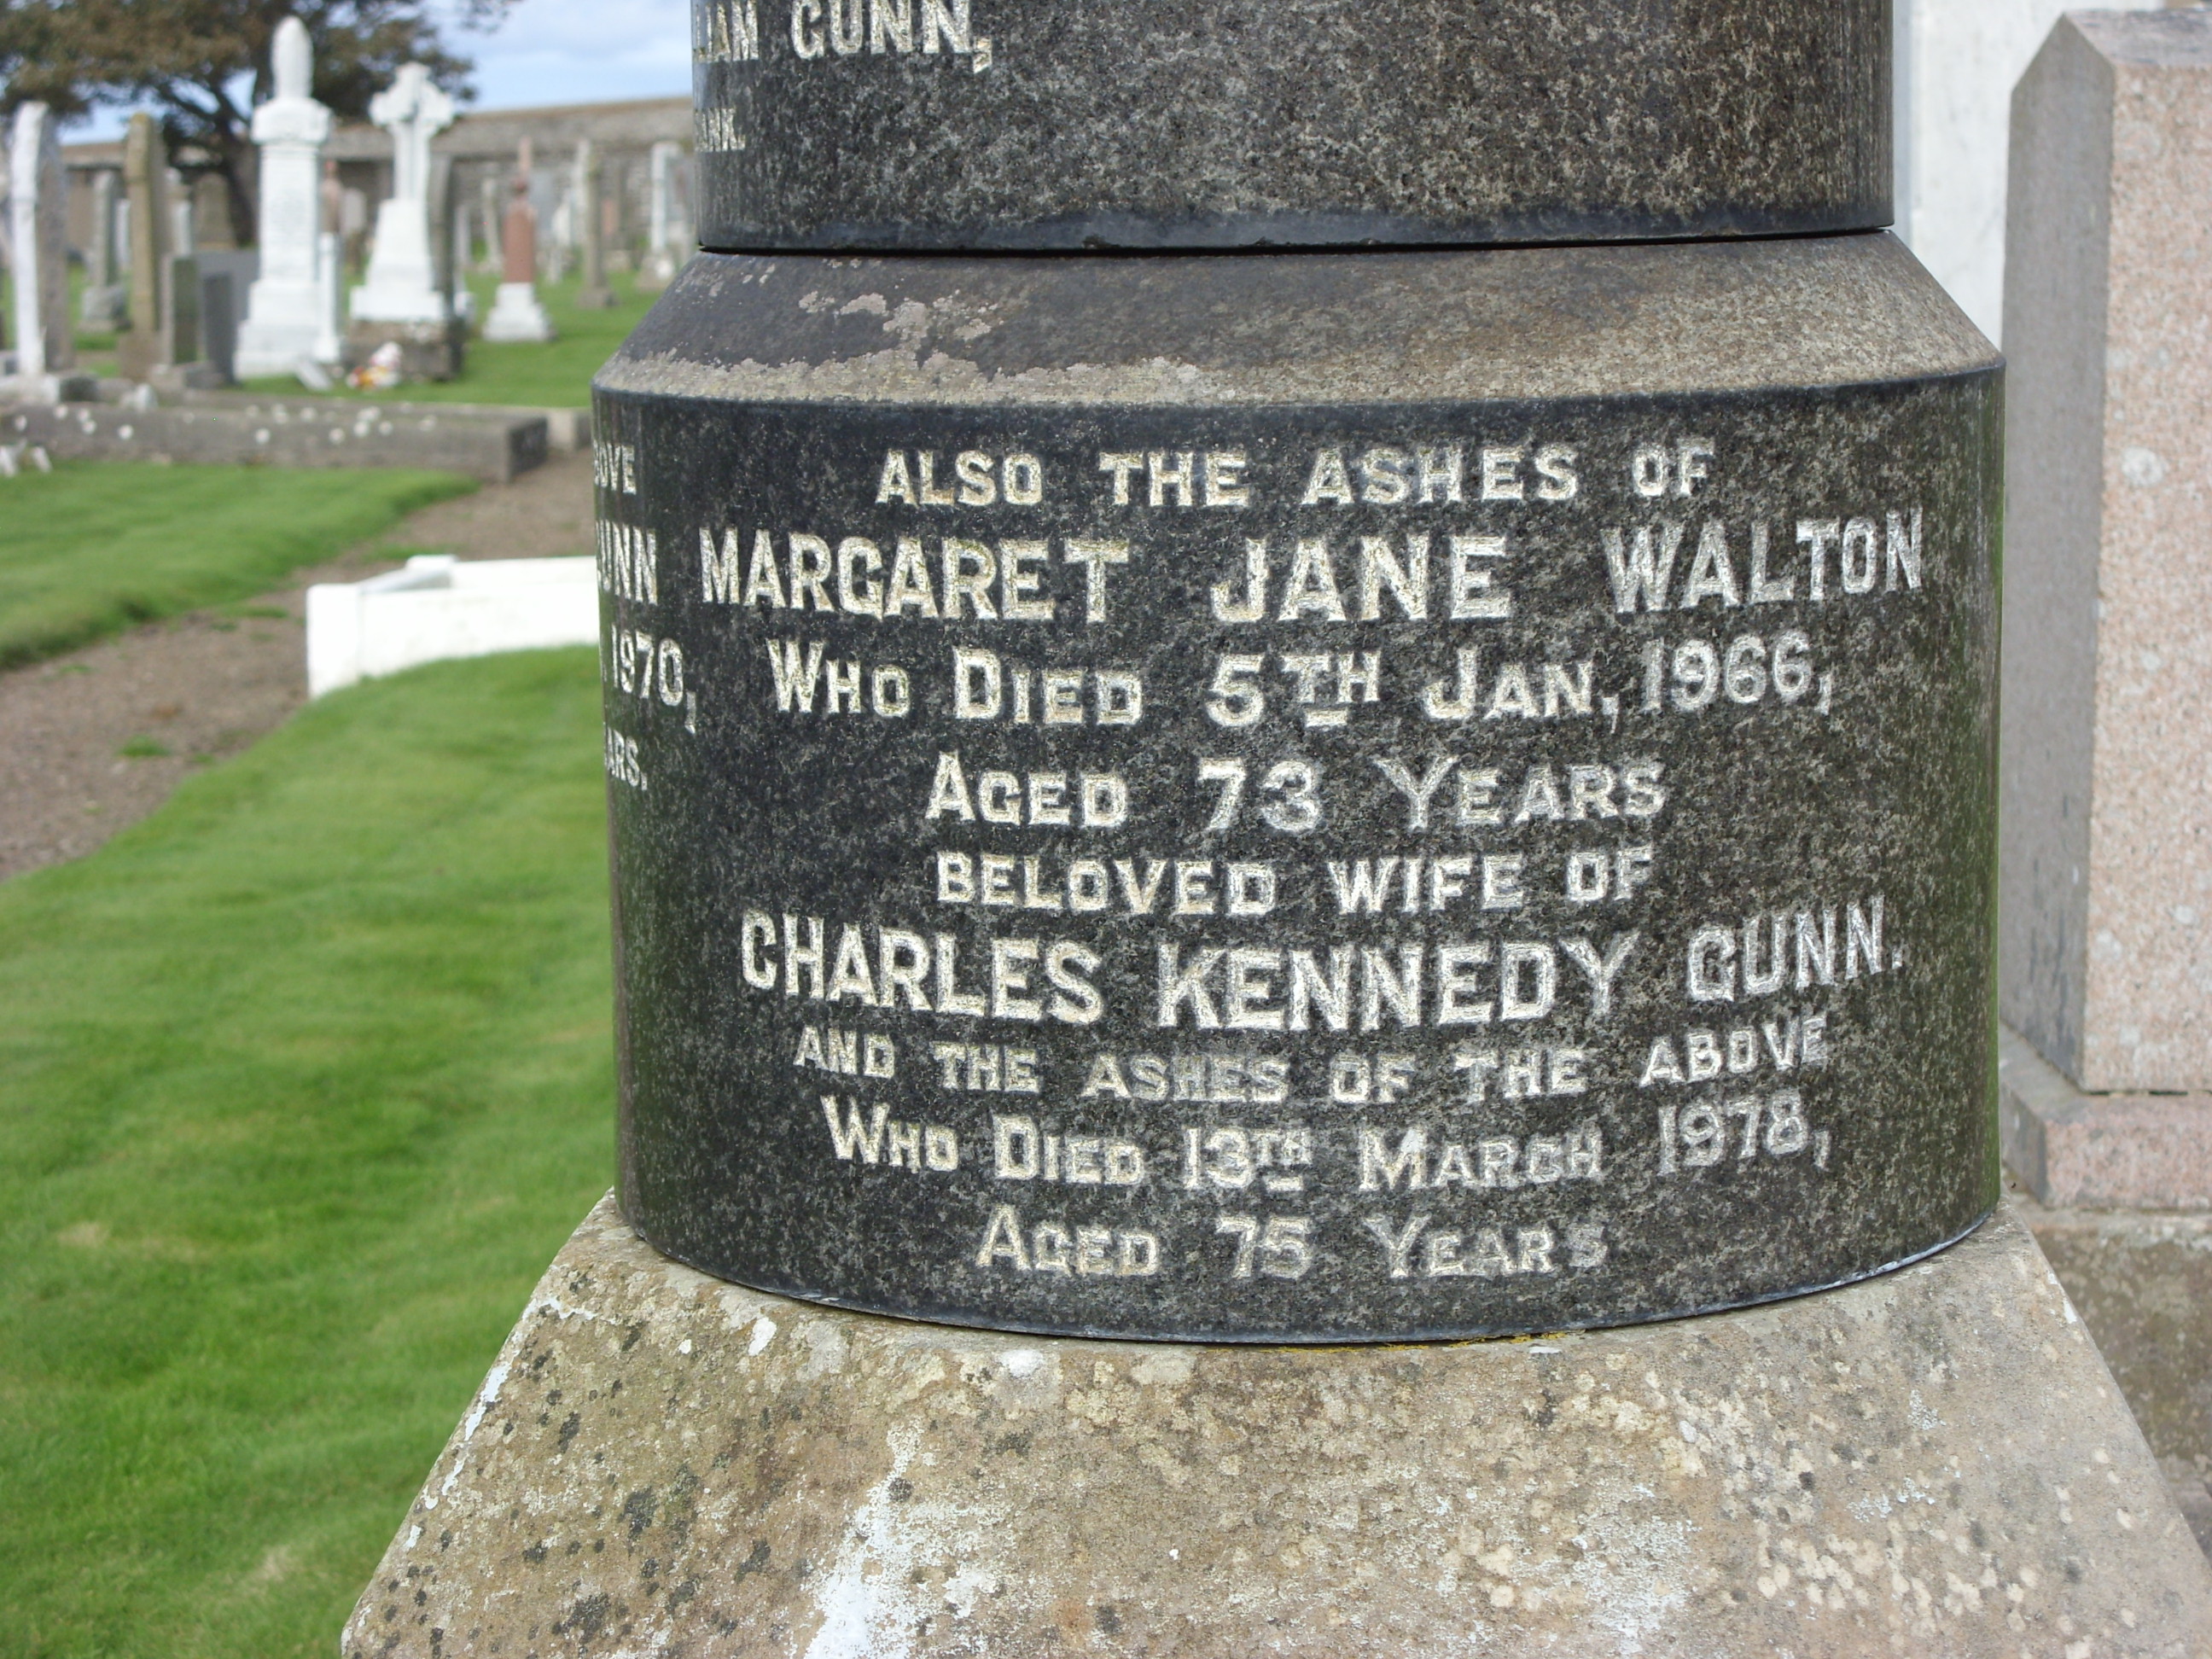 GUNN,
ALSO THE ASHES OF
MARGARET JANE WALTON
WHO DIED 5TH JAN, 1966,
AGED 73 YEARS
BELOVED WIFE OF
CHARLES KENNEDY GUNN.
AND THE ASHES OF THE ABOVE
WHO DIED 13TH MARCH 1978,
AGED 75 YEARS
1970,